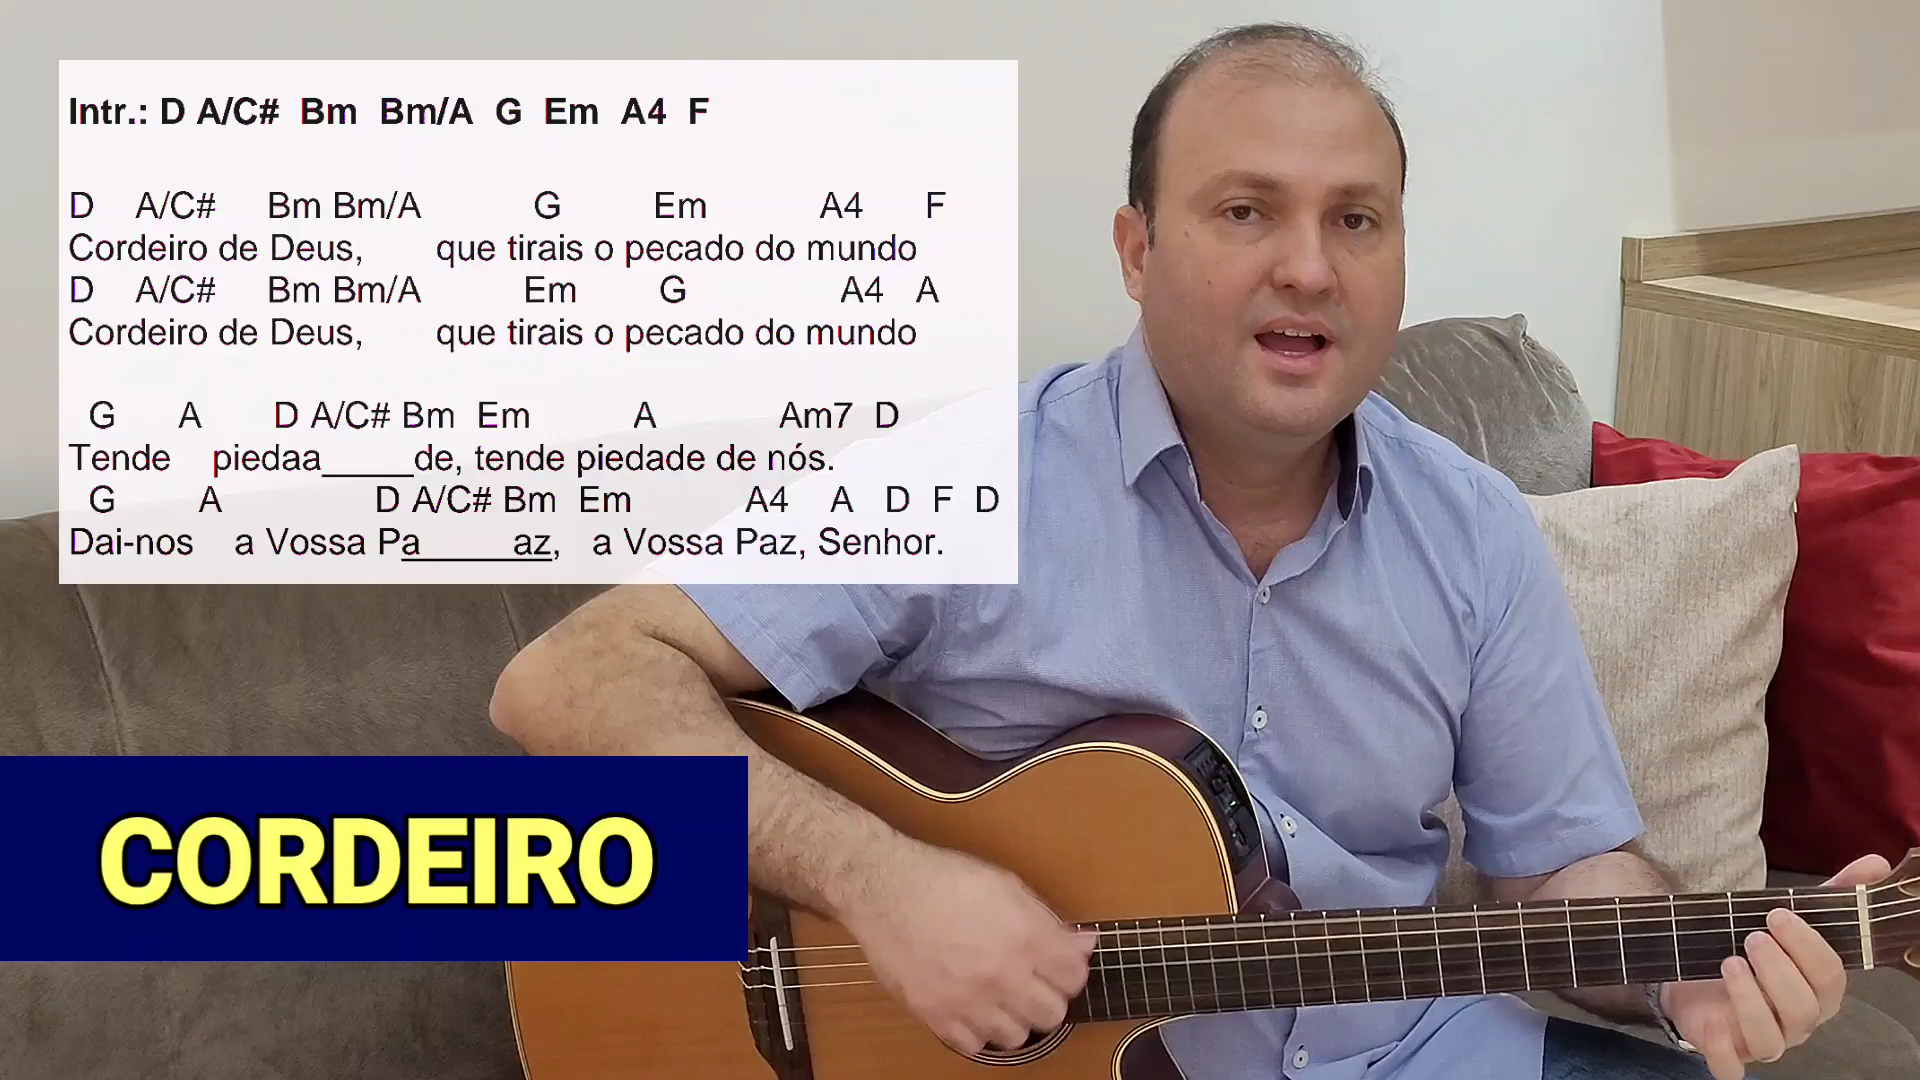 Intr.: D A/C# Bm Bm/A G Em A4 F
D A/C# Bm Bm/A G Em A4 F
Cordeiro de Deus, que tirais o pecado do mundo
D A/C# Bm Bm/A Em G A4 A
Cordeiro de Deus, que tirais o pecado do mundo
G A D A/C# Bm Em A Am7 D
Tende piedaa_____de, tende piedade de nós.
G A D A/C# Bm Em A4 A D F D
Dai-nos a Vossa Pa_____az, a Vossa Paz, Senhor.
CORDEIRO